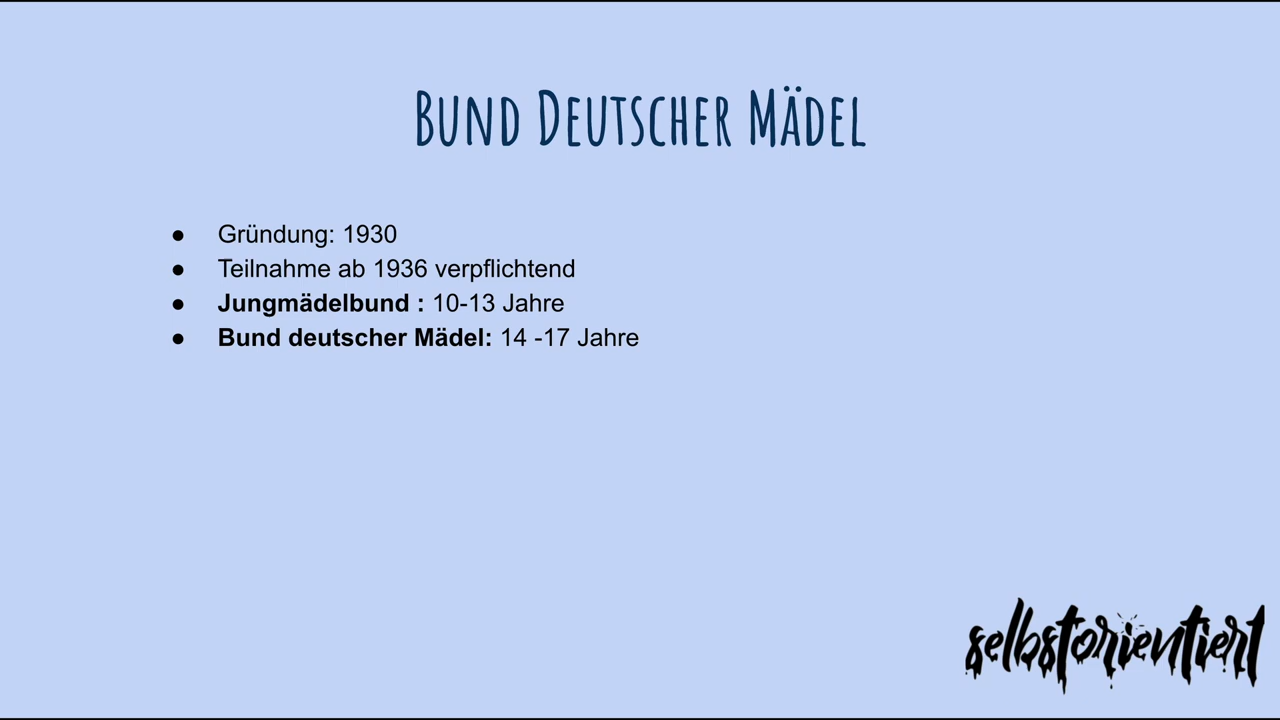 Bund Deutscher Mädel
● Gründung: 1930
● Teilnahme ab 1936 verpflichtend
● Jungmädelbund : 10-13 Jahre
● Bund deutscher Mädel: 14 -17 Jahre
selbstorientiert